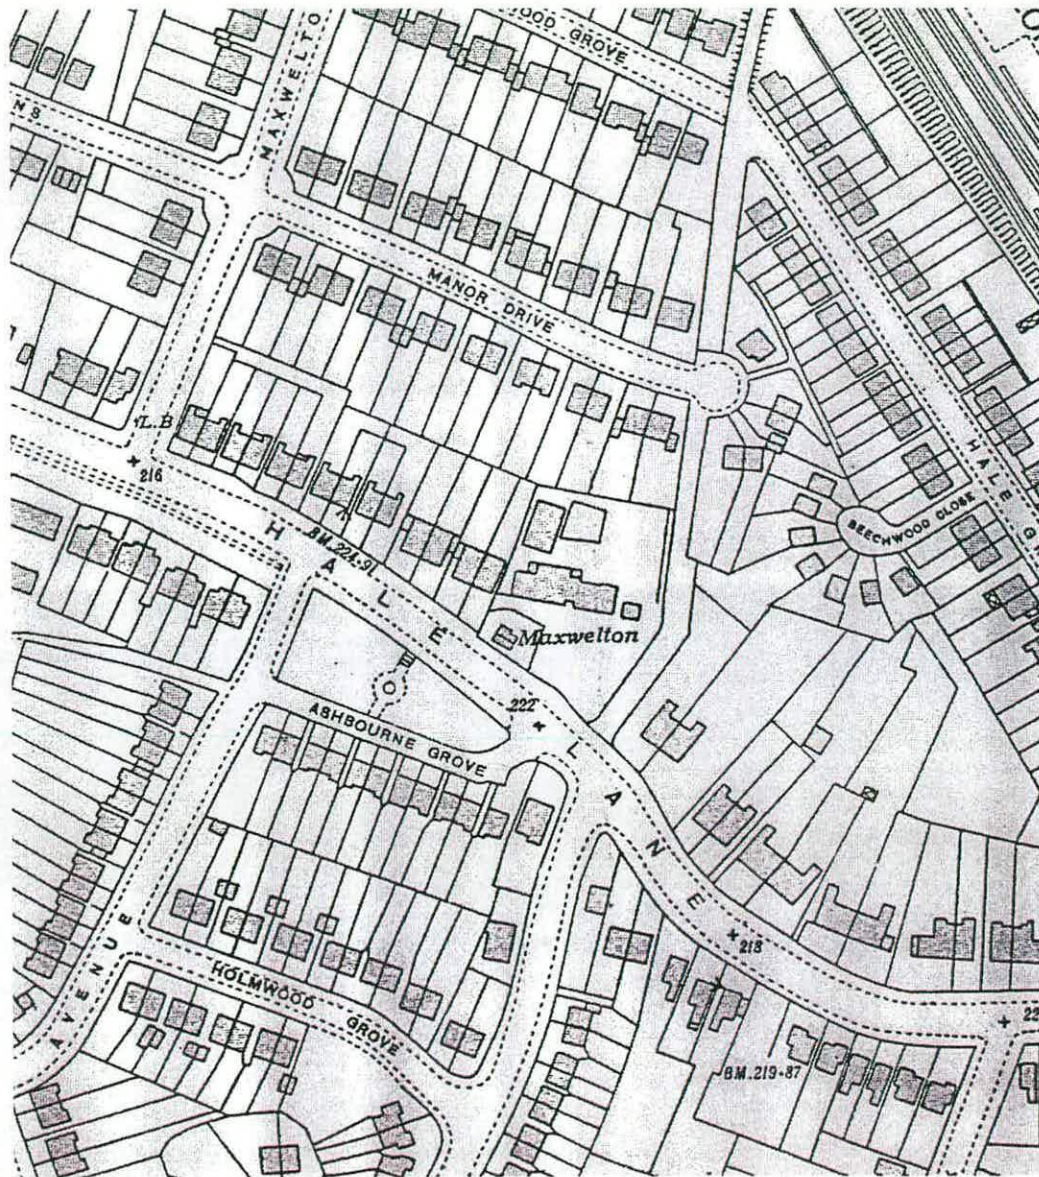 MAXWELTO
OOD GROVE
NS
MANOR DRIVE
L.B
216
HALE LANE
B.M. 224.91
HALE G
BEECHWOOD CLOSE
Maxwelton
222
ASHBOURNE GROVE
218
AVENUE
HOLMWOOD GROVE
B.M. 219.87
22